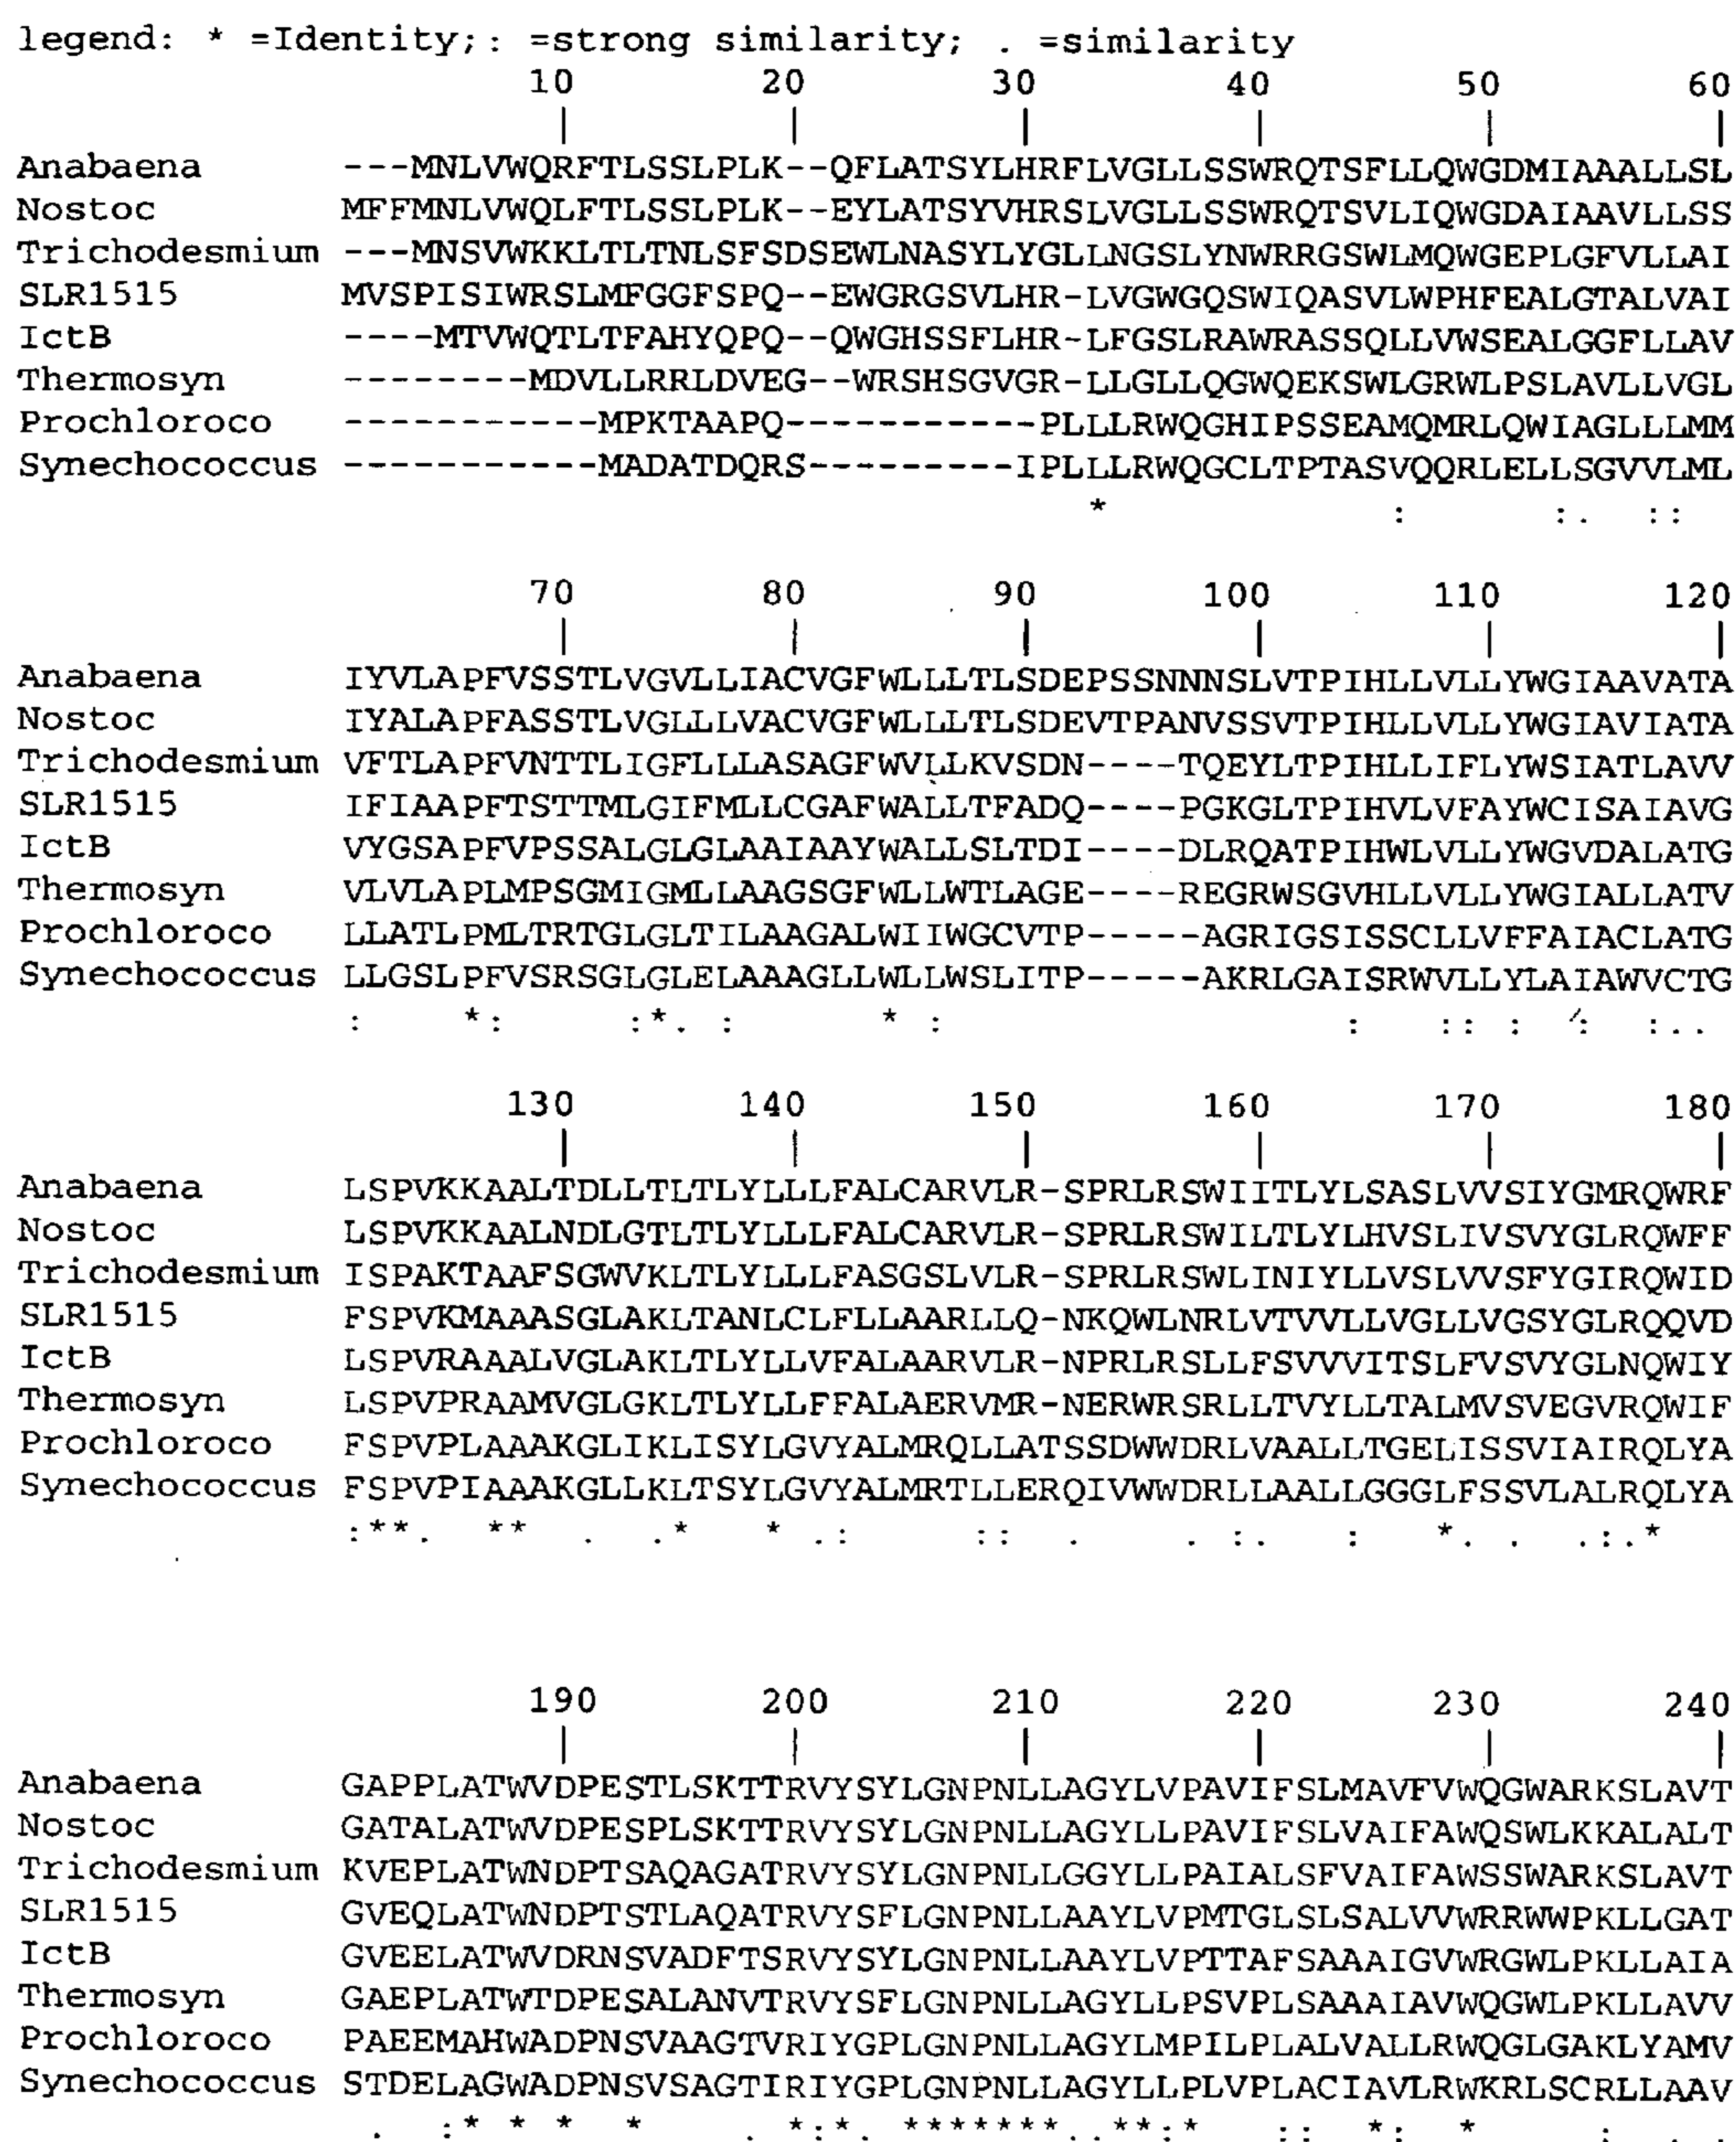 legend: * =Identity; : =strong similarity; . =similarity
10 20 30 40 50 60
Anabaena ---MNLVWQRFTLSSLPLK--QFLATSYLHRFLVGLLSSWRQTSFLLQWGDMIAAALLSL
Nostoc MFFMNLVWQLFTLSSLPLK--EYLATSYVHRSLVGLLSSWRQTSVLIQWGDAIAAVLLSS
Trichodesmium ---MNSVWKKLTLTNLSFSDSEWLNASYLYGLLNGSLYNWRRGSWLMQWGEPLGFVLLAI
SLR1515 MVSPISIWRSLMFGGFSPQ--EWGRGSVLHR-LVGWGQSWIQASVLWPHFEALGTALVAI
IctB ----MTVWQTLTFAHYQPQ--QWGHSSFLHR-LFGSLRAWRASSQLLVWSEALGGFLLAV
Thermosyn --------MDVLLRRLDVEG--WRSHSGVGR-LLGLLQGWQEKSWLGRWLPSLAVLLVGL
Prochloroco -----------MPKTAAPQ-----------PLLLRWQGHIPSSEAMQMRLQWIAGLLLMM
Synechococcus -----------MADATDQRS---------IPLLLRWQGCLTPTASVQQRLELLSGVVLML
* : :. ::
70 80 90 100 110 120
Anabaena IYVLAPFVSSTLVGVLLIACVGFWLLLTLSDEPSSNNNSLVTPIHLLVLLYWGIAAVATA
Nostoc IYALAPFASSTLVGLLLVACVGFWLLLTLSDEVTPANVSSVTPIHLLVLLYWGIAVIATA
Trichodesmium VFTLAPFVNTTLIGFLLLLASAGFWVLLKVSDN----TQEYLTPIHLLIFLYWSIATLAVV
SLR1515 IFIAAPFTSTTMLGIFMLLCGAFWALLTFADQ----PGKGLTPIHVLVFAYWCISAIAVG
IctB VYGSAPFVPSSALGLGLAAIAAYWALLSLTDI----DLRQATPIHWLVLLYWGVDALATG
Thermosyn VLVLAPLMPSGMIGMLLAAGSGFWLLWTLAGE----REGRWSGVHLLVLLYWGIALLATV
Prochloroco LLATLPMLTRTGLGLTILAAGALWIIWGCVTP-----AGRIGSISSCLLVFFAIACLATG
Synechococcus LLGSLPFVSRSGLGLELAAAGLLWLLWSLITP-----AKRLGAISRWVLLYLAIAWVCTG
: *: :*. : * : : :: : : :..
130 140 150 160 170 180
Anabaena LSPVKKAALTDLLTLTLYLLLFALCARVLR-SPRLRSWIITLYLSASLVVSIYGMRQWRF
Nostoc LSPVKKAALNDLGTLTLYLLLFALCARVLR-SPRLRSWILTLYLHVSLIVSVYGLRQWFF
Trichodesmium ISPAKTAAFSGWVKLTLYLLLFASGSLVLR-SPRLRSWLINIYLLVSLVVSFYGIRQWID
SLR1515 FSPVKMAAASGLAKLTANLCLFLLAARLLQ-NKQWLNRLVTVVLLVGLLVGSYGLRQQVD
IctB LSPVRAAALVGLAKLTLYLLVFALAARVLR-NPRLRSLLFSVVVITSLFVSVYGLNQWIY
Thermosyn LSPVPRAAMVGLGKLTLYLLFFALAERVMR-NERWRSRLLTVYLLTALMVSVEGVRQWIF
Prochloroco FSPVPLAAAKGLIKLISYLGVYALMRQLLATSSDWWDRLVAALLTGELISSVIAIRQLYA
Synechococcus FSPVPIAAAKGLLKLTSYLGVYALMRTLLERQIVWWDRLLAALLGGGLFSSVLALRQLYA
:**. ** . .* * .: :: . . :. : *. . .:.*
190 200 210 220 230 240
Anabaena GAPPLATWVDPESTLSKTTRVYSYLGNPNLLAGYLVPAVIFSLMAVFVWQGWARKSLAVT
Nostoc GATALATWVDPESPLSKTTRVYSYLGNPNLLAGYLLPAVIFSLVAIFAWQSWLKKALALT
Trichodesmium KVEPLATWNDPTSAQAGATRVYSYLGNPNLLGGYLLPAIALSFVAIFAWSSWARKSLAVT
SLR1515 GVEQLATWNDPTSTLAQATRVYSFLGNPNLLAAYLVPMTGLSLSALVVWRRWWPKLLGAT
IctB GVEELATWVDRNSVADFTSRVYSYLGNPNLLAAYLVPTTAFSAAAIGVWRGWLPKLLAIA
Thermosyn GAEPLATWTDPESALANVTRVYSFLGNPNLLAGYLLPSVPLSAAAIAVWQGWLPKLLAVV
Prochloroco PAEEMAHWADPNSVAAGTVRIYGPLGNPNLLAGYLMPILPLALVALLRWQGLGAKLYAMV
Synechococcus STDELAGWADPNSVSAGTIRIYGPLGNPNLLAGYLLPLVPLACIAVLRWKRLSCRLLAAV
. :* * * * . *:* *******..**:* :: *: * : . .